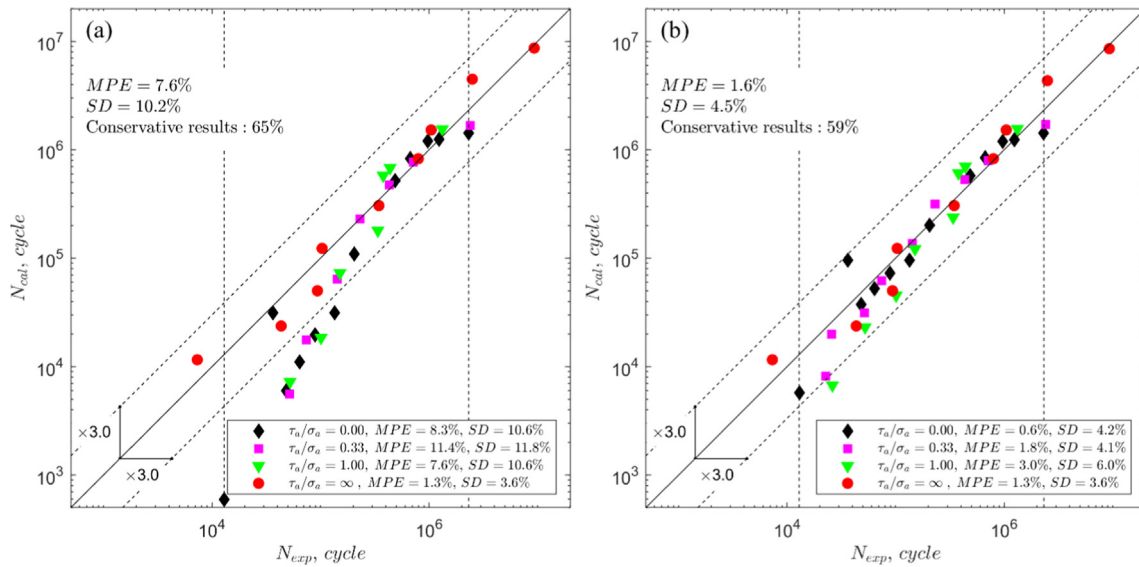 (a)
MPE = 7.6%
SD = 10.2%
Conservative results : 65%
10^7
10^6
10^5
10^4
10^3
N_cal, cycle
×3.0
×3.0
τ_a/σ_a = 0.00, MPE = 8.3%, SD = 10.6%
τ_a/σ_a = 0.33, MPE = 11.4%, SD = 11.8%
τ_a/σ_a = 1.00, MPE = 7.6%, SD = 10.6%
τ_a/σ_a = ∞, MPE = 1.3%, SD = 3.6%
10^4
10^6
N_exp, cycle
(b)
MPE = 1.6%
SD = 4.5%
Conservative results : 59%
10^7
10^6
10^5
10^4
10^3
N_cal, cycle
×3.0
×3.0
τ_a/σ_a = 0.00, MPE = 0.6%, SD = 4.2%
τ_a/σ_a = 0.33, MPE = 1.8%, SD = 4.1%
τ_a/σ_a = 1.00, MPE = 3.0%, SD = 6.0%
τ_a/σ_a = ∞, MPE = 1.3%, SD = 3.6%
10^4
10^6
N_exp, cycle